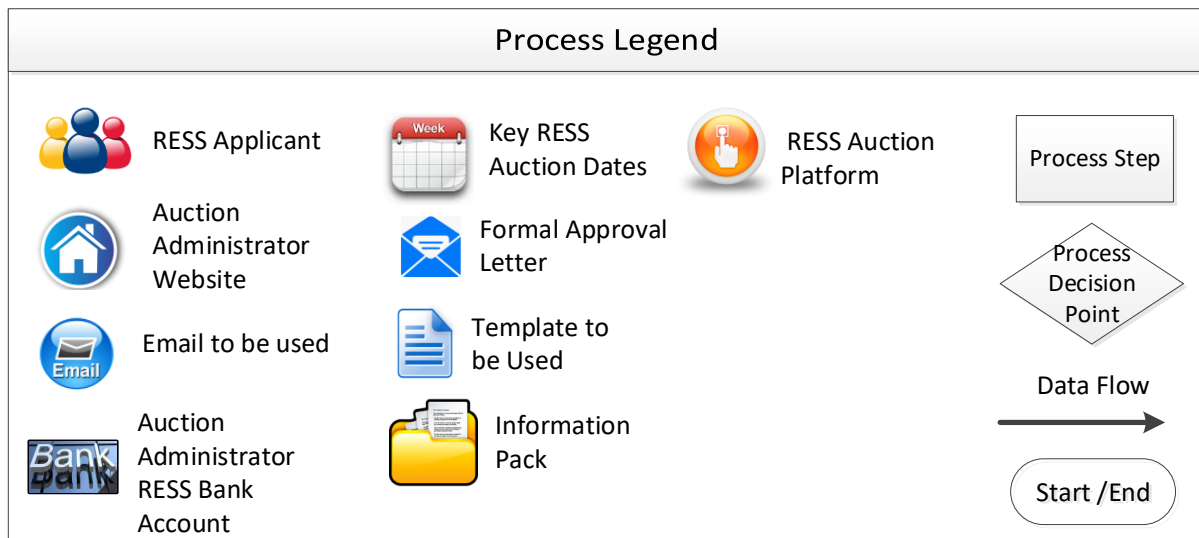 Process Legend
RESS Applicant
Auction
Administrator
Website
Email
Email to be used
Bank
Auction
Administrator
RESS Bank
Account
Week
Key RESS
Auction Dates
Formal Approval
Letter
Template to
be Used
Information
Pack
RESS Auction
Platform
Process Step
Process
Decision
Point
Data Flow
Start /End